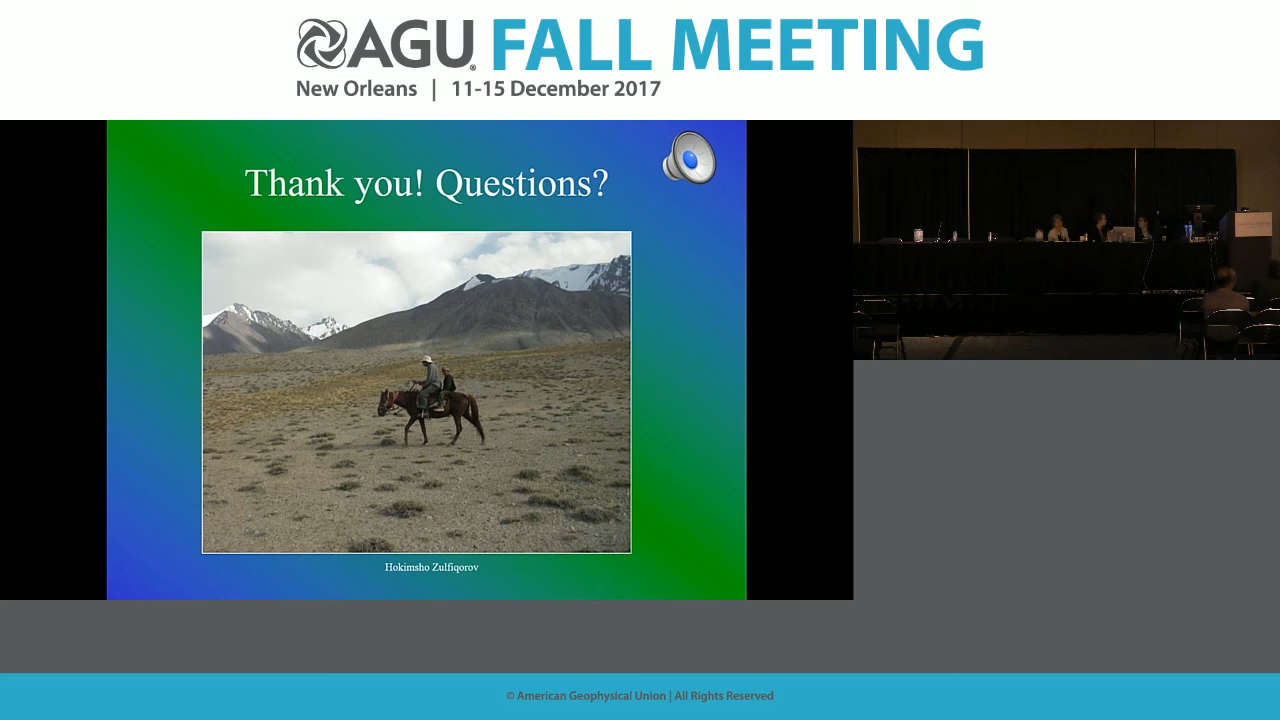 AGU FALL MEETING
New Orleans | 11-15 December 2017
Thank you! Questions?
Hokimsho Zulfiqorov
© American Geophysical Union | All Rights Reserved